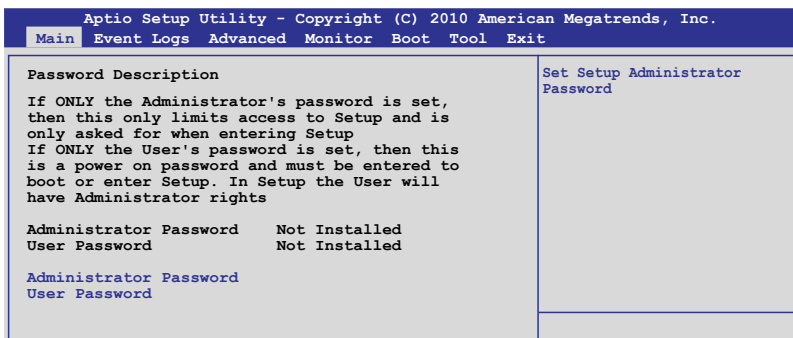 Aptio Setup Utility - Copyright (C) 2010 American Megatrends, Inc.
Main Event Logs Advanced Monitor Boot Tool Exit
Password Description
If ONLY the Administrator's password is set,
then this only limits access to Setup and is
only asked for when entering Setup
If ONLY the User's password is set, then this
is a power on password and must be entered to
boot or enter Setup. In Setup the User will
have Administrator rights
Administrator Password Not Installed
User Password Not Installed
Administrator Password
User Password
Set Setup Administrator
Password